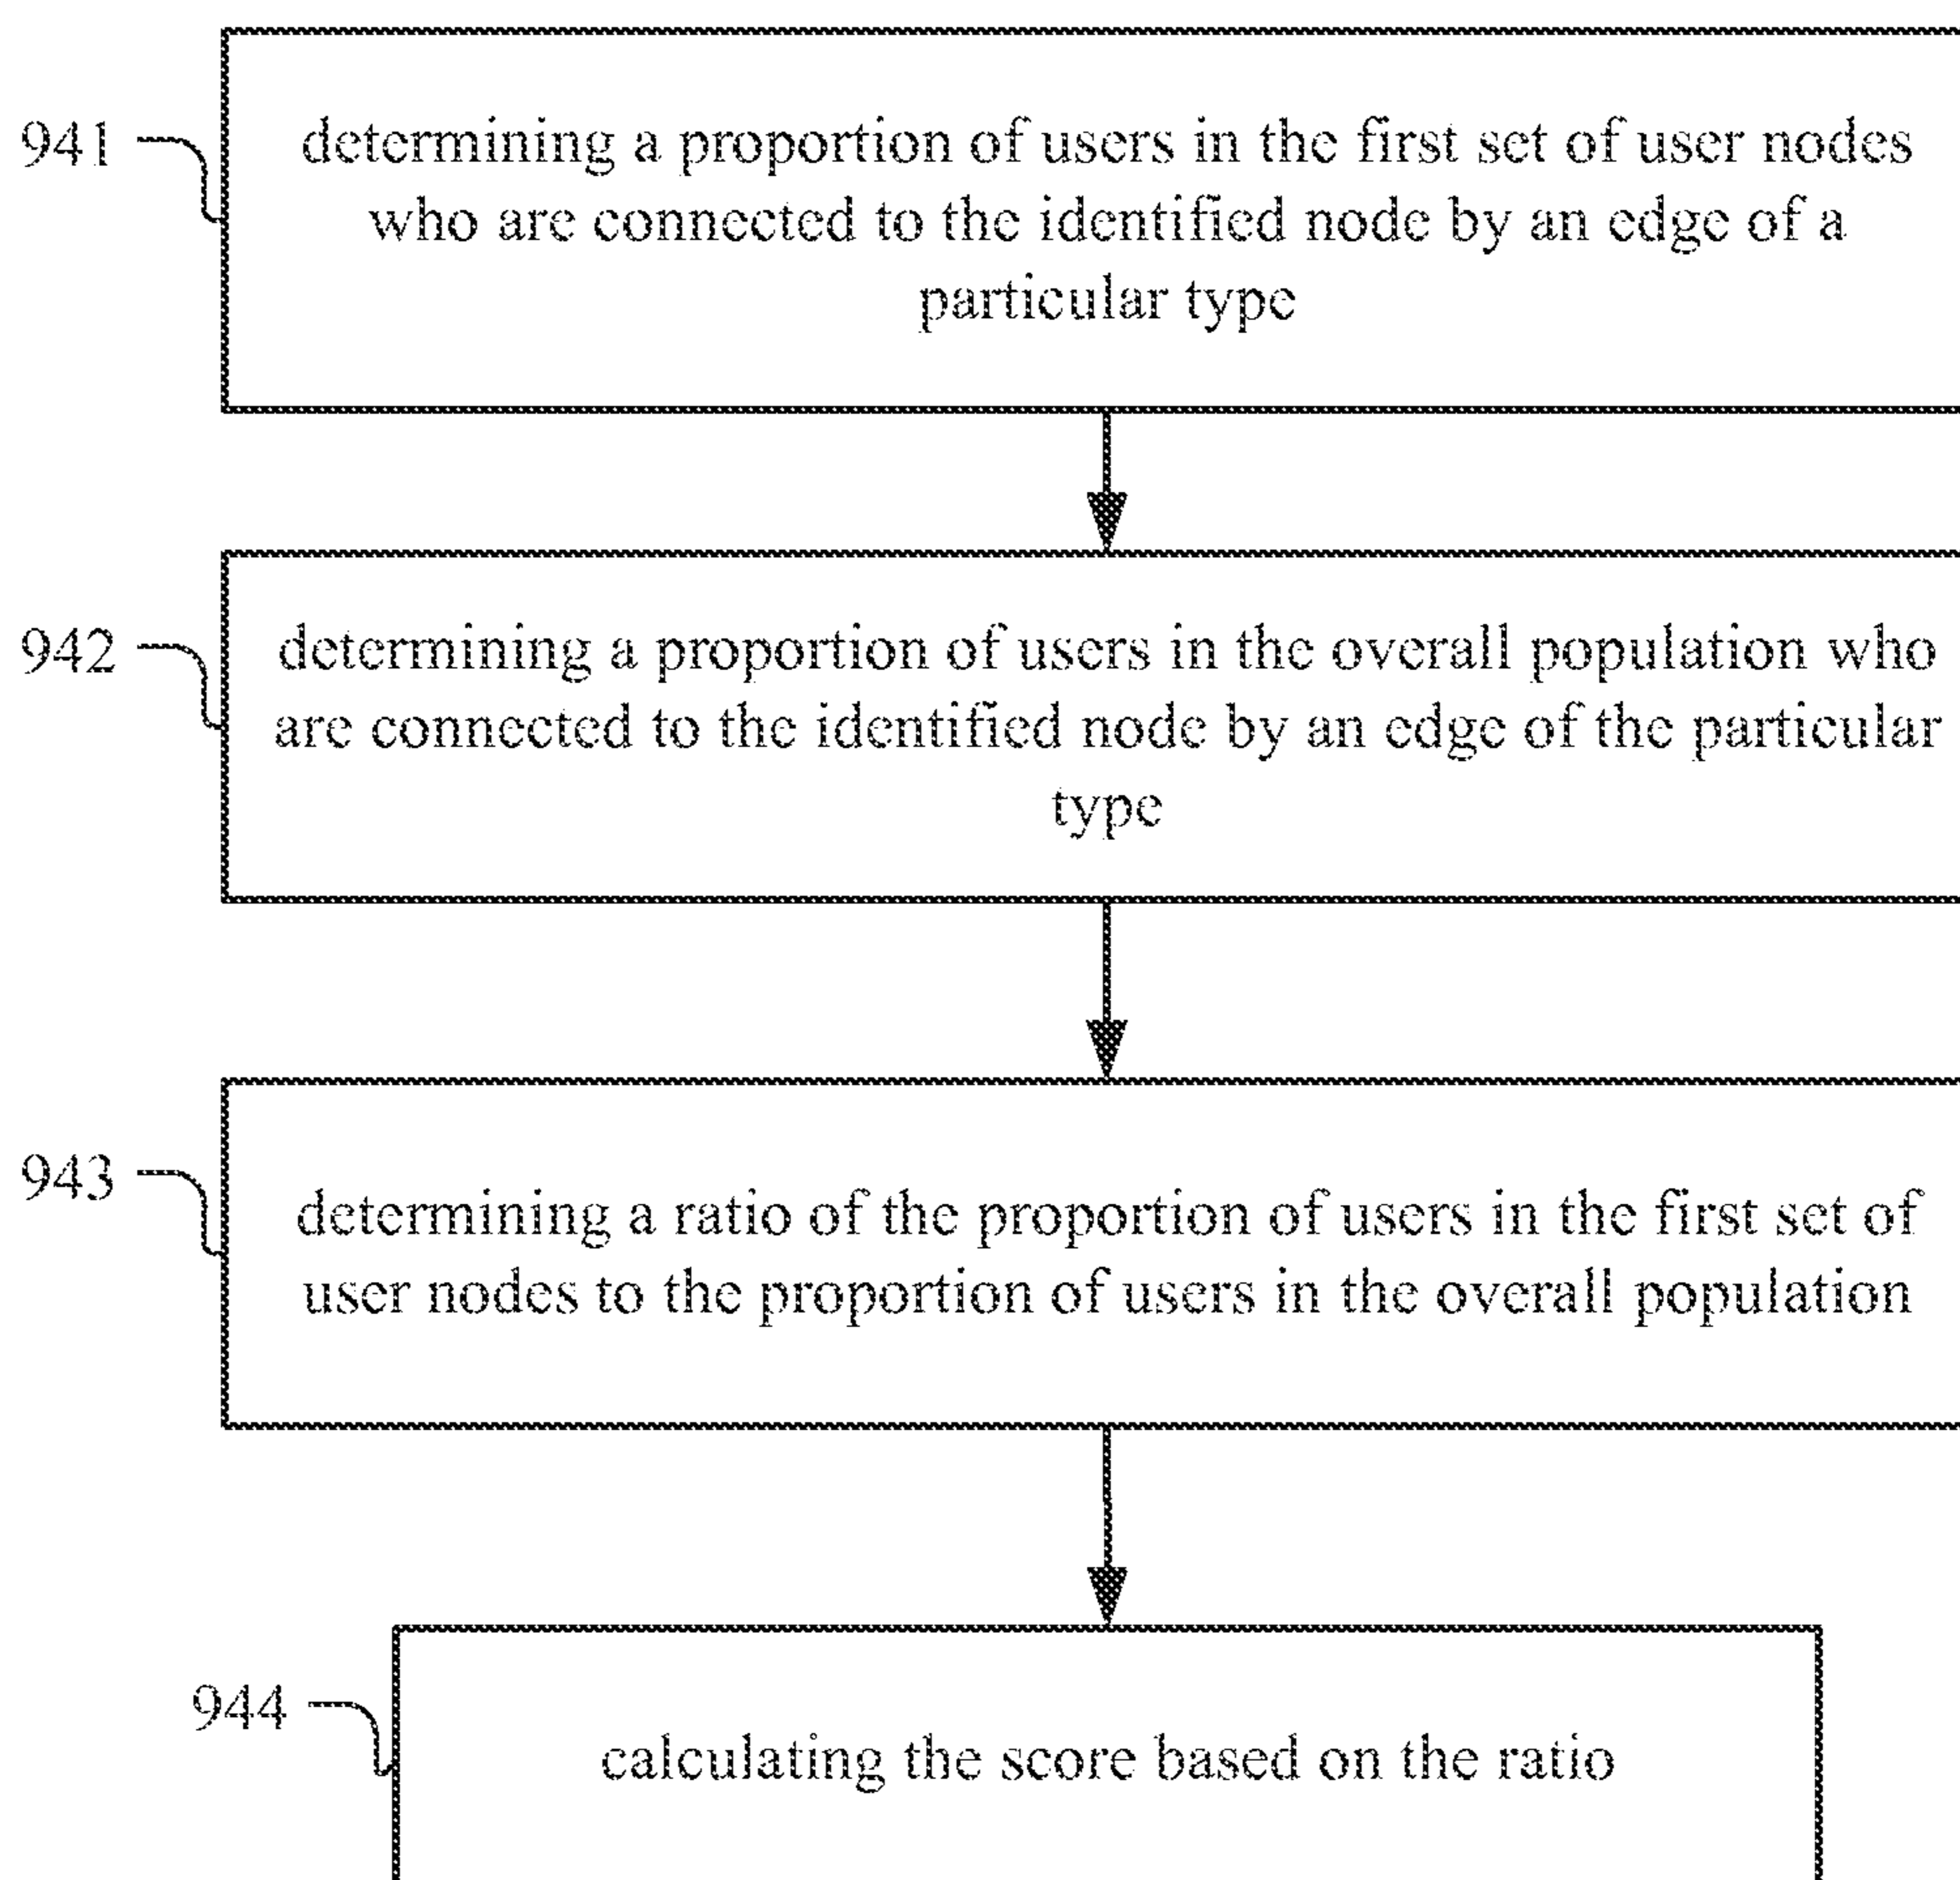 941
determining a proportion of users in the first set of user nodes
who are connected to the identified node by an edge of a
particular type
942
determining a proportion of users in the overall population who
are connected to the identified node by an edge of the particular
type
943
determining a ratio of the proportion of users in the first set of
user nodes to the proportion of users in the overall population
944
calculating the score based on the ratio